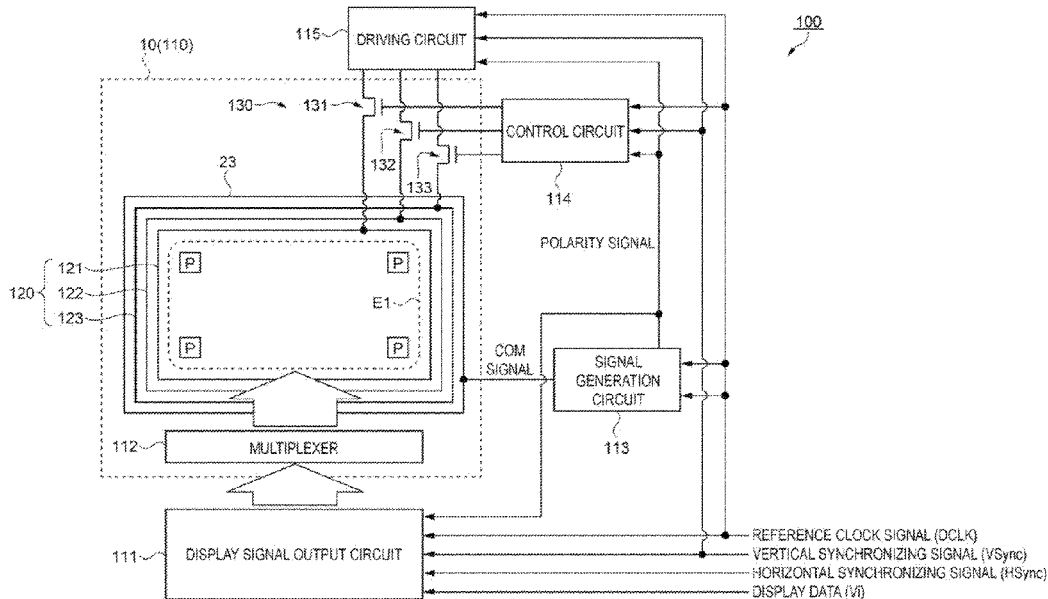 100
115
DRIVING CIRCUIT
10(110)
130
131
132
133
CONTROL CIRCUIT
114
23
POLARITY SIGNAL
120
121
122
123
P
P
E1
P
P
COM
SIGNAL
SIGNAL
GENERATION
CIRCUIT
113
112
MULTIPLEXER
111
DISPLAY SIGNAL OUTPUT CIRCUIT
REFERENCE CLOCK SIGNAL (DCLK)
VERTICAL SYNCHRONIZING SIGNAL (VSync)
HORIZONTAL SYNCHRONIZING SIGNAL (HSync)
DISPLAY DATA (Vi)